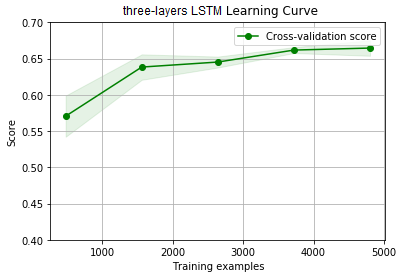 three-layers LSTM Learning Curve
Cross-validation score
0.70
0.65
0.60
0.55
0.50
0.45
0.40
Score
1000 2000 3000 4000 5000
Training examples